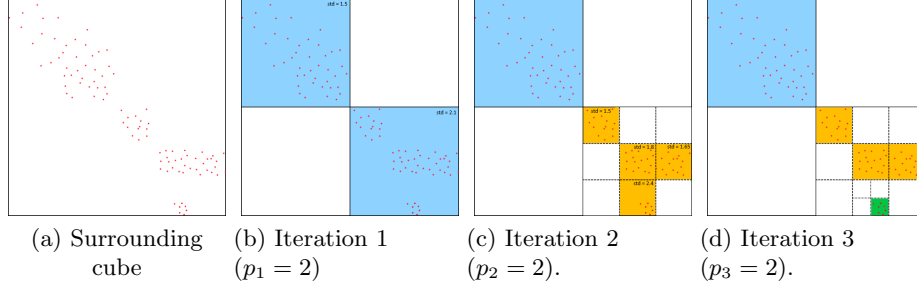 std = 1.5
std = 2.1
std = 1.5
std = 1.8 std = 1.65
std = 2.4
(a) Surrounding
cube
(b) Iteration 1
(p₁ = 2)
(c) Iteration 2
(p₂ = 2).
(d) Iteration 3
(p₃ = 2).